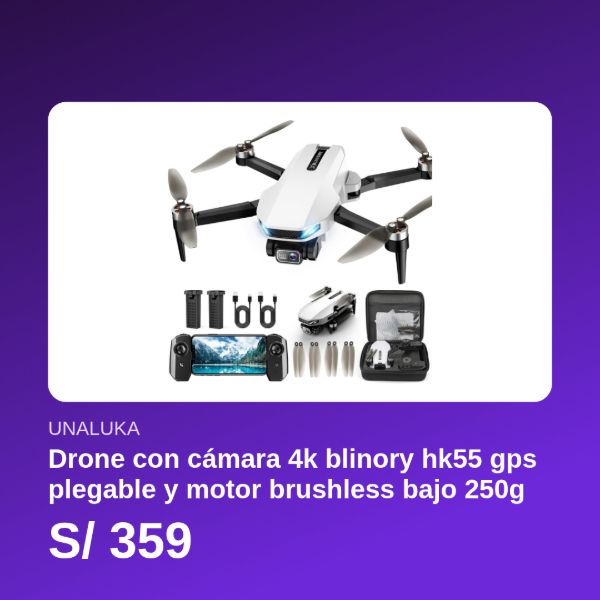 UNALUKA
Drone con cámara 4k blinory hk55 gps
plegable y motor brushless bajo 250g
S/ 359